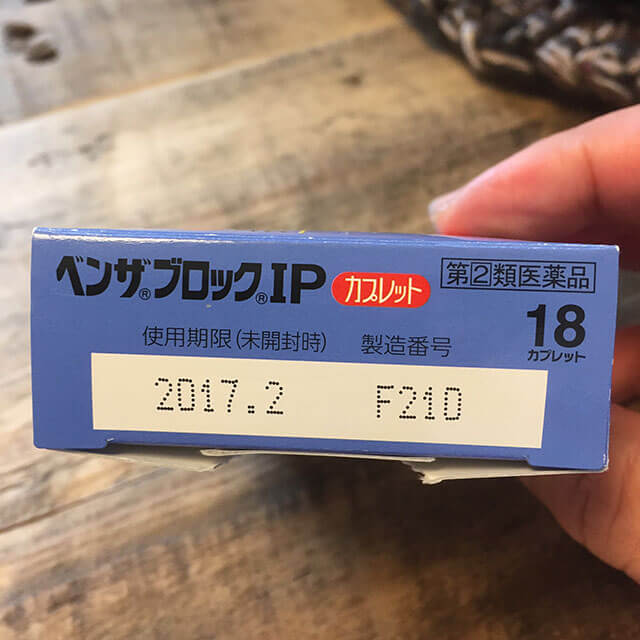 ベンザ®ブロック®IP カプレット 第②類医薬品
18
カプレット
使用期限(未開封時) 製造番号
2017.2 F210